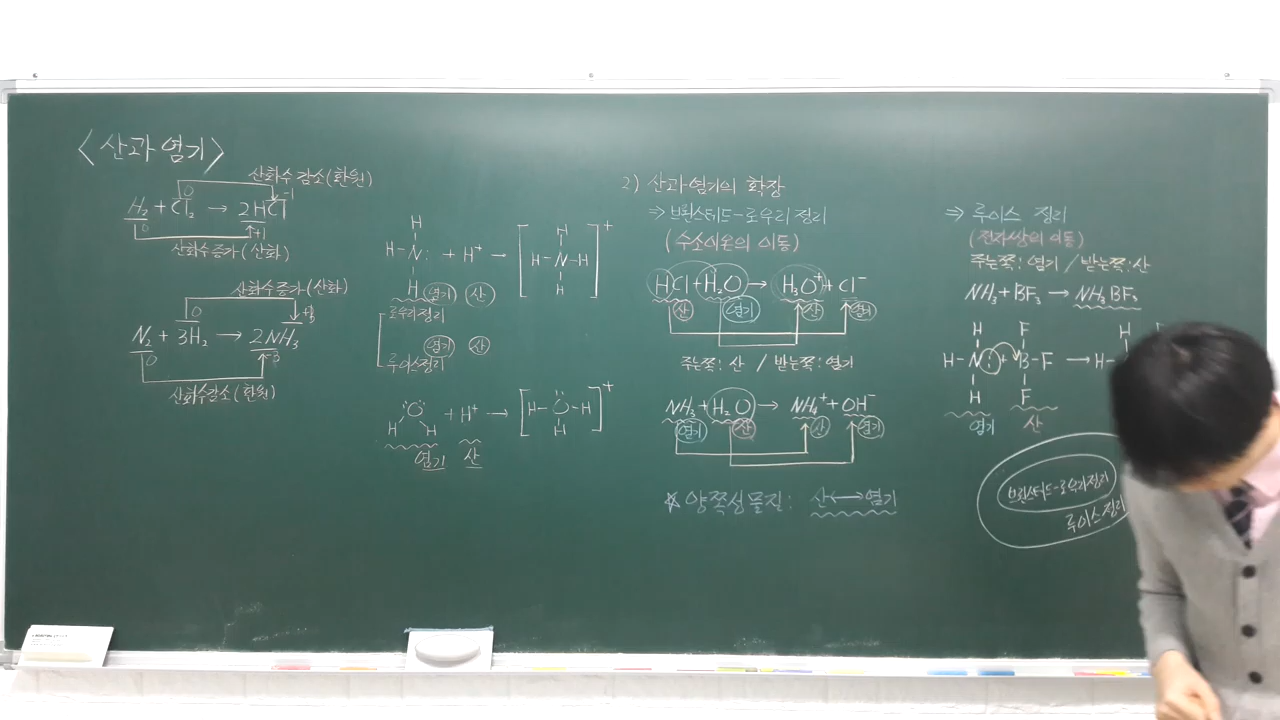 <산과 염기>
산화수 감소(환원)
0 -1
H₂ + Cl₂ → 2HCl
0 +1
산화수증가(산화)
산화수증가(산화)
0 +1
N₂ + 3H₂ → 2NH₃
0 -3
산화수감소(환원)
H
H-N: + H⁺ → [H-N-H]⁺
H
H
H
염기 산
로우리정리
염기 산
루이스정리
O + H⁺ → [H-O-H]⁺
H H
H
염기 산
2) 산과염기의 확장
⇒ 브뢴스테드-로우리 정리
(수소이온의 이동)
HCl + H₂O → H₃O⁺ + Cl⁻
산 염기 산 염기
주는쪽: 산 / 받는쪽: 염기
NH₃ + H₂O → NH₄⁺ + OH⁻
염기 산 산 염기
☆ 양쪽성물질: 산↔염기
⇒ 루이스 정리
(전자쌍의 이동)
주는쪽: 염기 / 받는쪽: 산
NH₃ + BF₃ → NH₃BF₃
H F H F
H-N: + B-F → H-
H F
염기 산
브뢴스테드-로우리정리
루이스정리